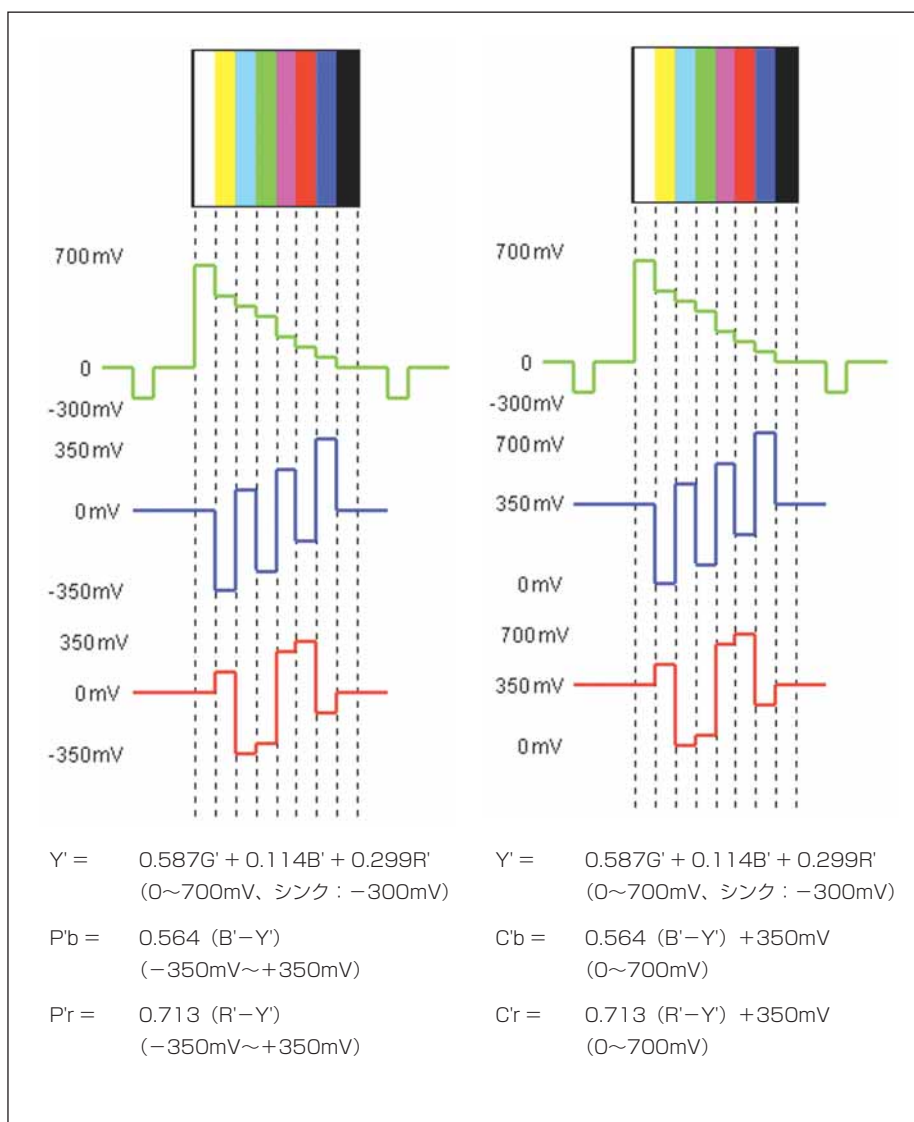 700mV
0
-300mV
350mV
0mV
-350mV
350mV
0mV
-350mV
Y' = 0.587G' + 0.114B' + 0.299R'
(0～700mV、シンク：−300mV)
P'b = 0.564（B'−Y'）
（−350mV～+350mV）
P'r = 0.713（R'−Y'）
（−350mV～+350mV）
700mV
0
-300mV
700mV
350mV
0mV
700mV
350mV
0mV
Y' = 0.587G' + 0.114B' + 0.299R'
(0～700mV、シンク：−300mV)
C'b = 0.564（B'−Y'）+350mV
（0～700mV）
C'r = 0.713（R'−Y'）+350mV
（0～700mV）